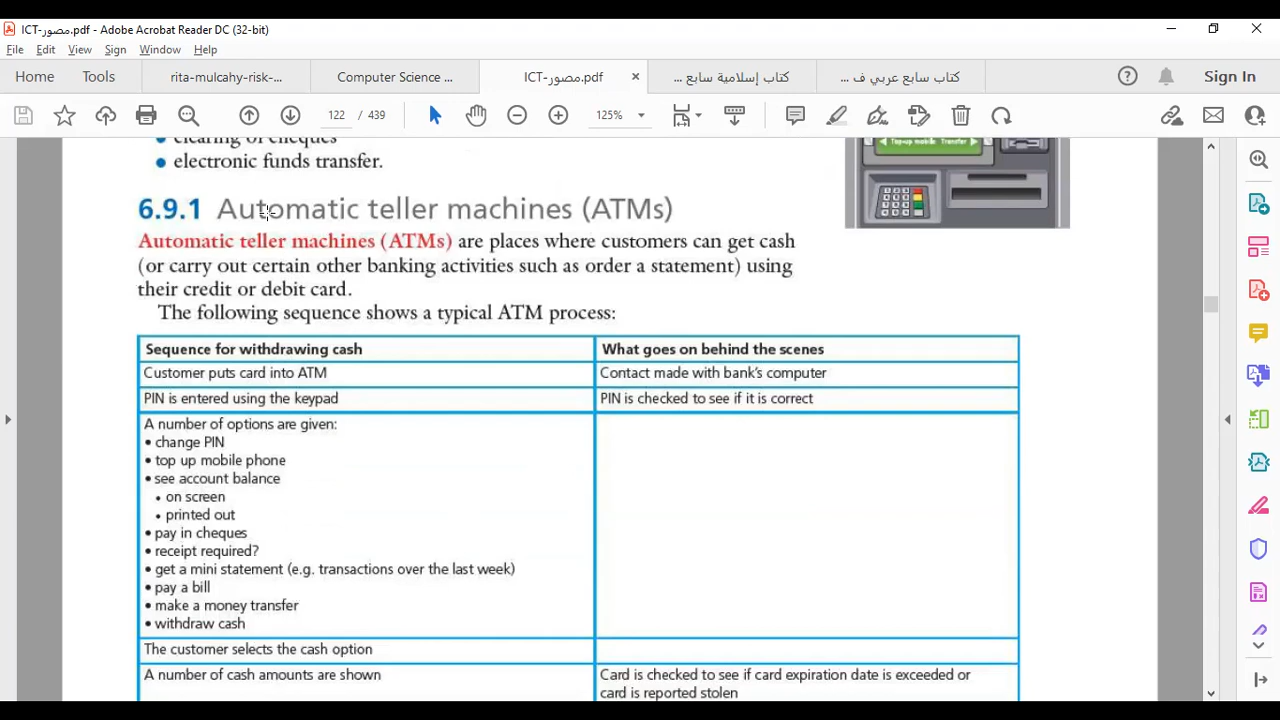 ICT-مصور.pdf - Adobe Acrobat Reader DC (32-bit)
File Edit View Sign Window Help
Home Tools rita-mulcahy-risk-... Computer Science ... ICT-مصور.pdf × كتاب إسلامية سابع ... كتاب سابع عربي ف ... Sign In
122 / 439 125%
clearing of cheques
• electronic funds transfer.
Top-up mobile Transfer
6.9.1 Automatic teller machines (ATMs)
Automatic teller machines (ATMs) are places where customers can get cash
(or carry out certain other banking activities such as order a statement) using
their credit or debit card.
The following sequence shows a typical ATM process:
Sequence for withdrawing cash What goes on behind the scenes
Customer puts card into ATM Contact made with bank's computer
PIN is entered using the keypad PIN is checked to see if it is correct
A number of options are given:
• change PIN
• top up mobile phone
• see account balance
• on screen
• printed out
• pay in cheques
• receipt required?
• get a mini statement (e.g. transactions over the last week)
• pay a bill
• make a money transfer
• withdraw cash
The customer selects the cash option
A number of cash amounts are shown Card is checked to see if card expiration date is exceeded or
card is reported stolen